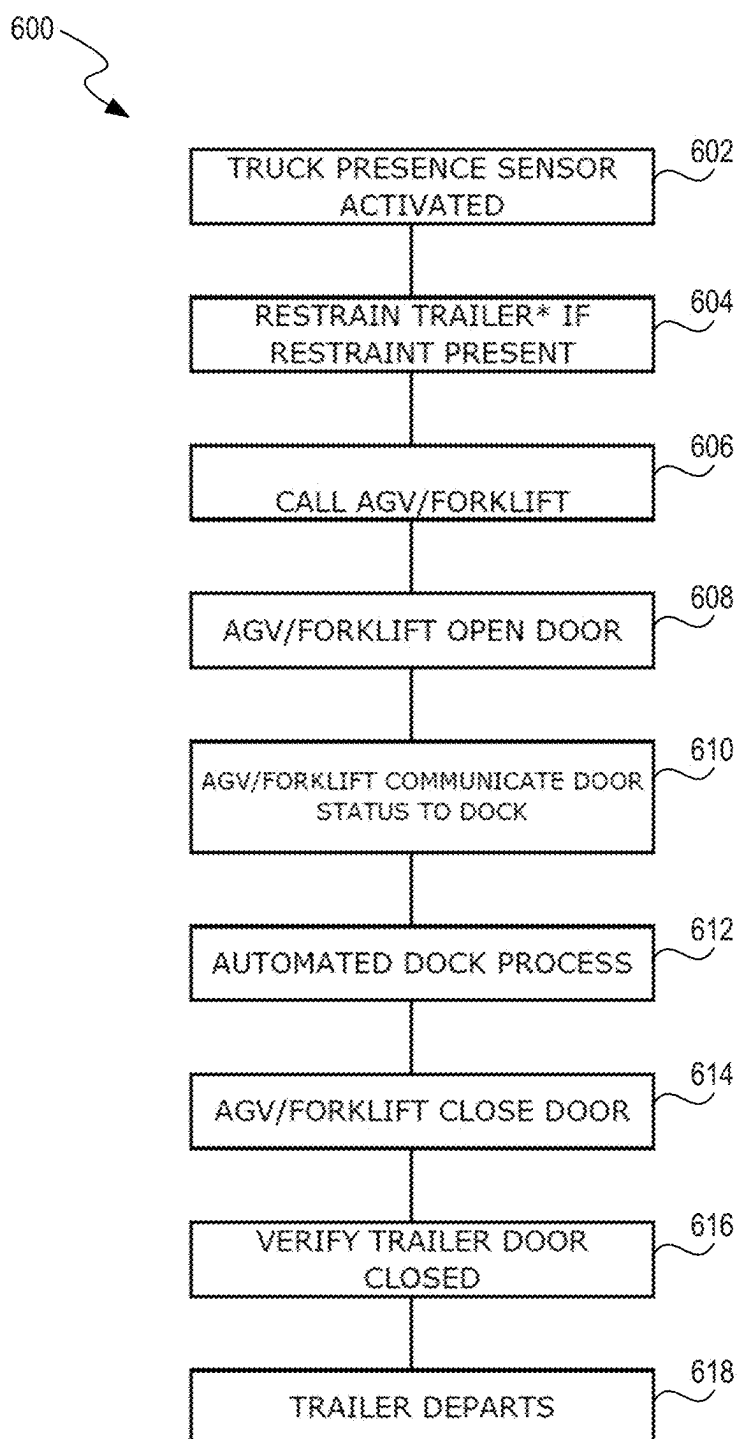 600
602
TRUCK PRESENCE SENSOR
ACTIVATED
604
RESTRAIN TRAILER* IF
RESTRAINT PRESENT
606
CALL AGV/FORKLIFT
608
AGV/FORKLIFT OPEN DOOR
610
AGV/FORKLIFT COMMUNICATE DOOR
STATUS TO DOCK
612
AUTOMATED DOCK PROCESS
614
AGV/FORKLIFT CLOSE DOOR
616
VERIFY TRAILER DOOR
CLOSED
618
TRAILER DEPARTS